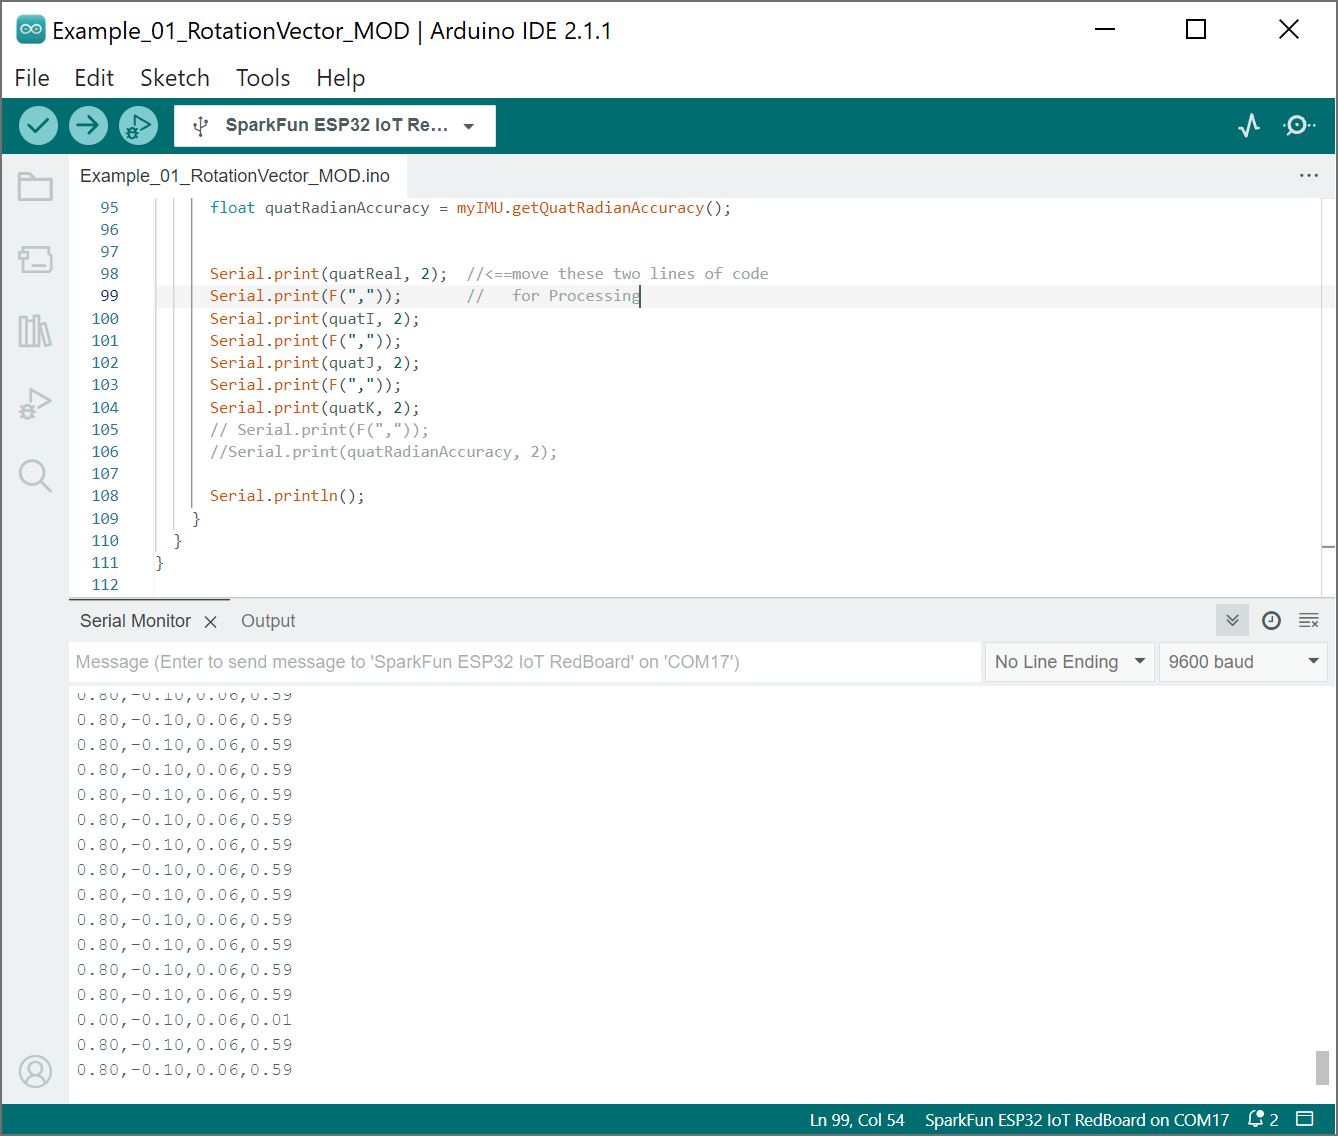 Example_01_RotationVector_MOD | Arduino IDE 2.1.1
File Edit Sketch Tools Help
SparkFun ESP32 IoT Re...
Example_01_RotationVector_MOD.ino
95 float quatRadianAccuracy = myIMU.getQuatRadianAccuracy();
96
97
98 Serial.print(quatReal, 2); //<==move these two lines of code
99 Serial.print(F(",")); // for Processing
100 Serial.print(quatI, 2);
101 Serial.print(F(","));
102 Serial.print(quatJ, 2);
103 Serial.print(F(","));
104 Serial.print(quatK, 2);
105 // Serial.print(F(","));
106 //Serial.print(quatRadianAccuracy, 2);
107
108 Serial.println();
109 }
110 }
111 }
112
Serial Monitor Output
Message (Enter to send message to 'SparkFun ESP32 IoT RedBoard' on 'COM17') No Line Ending 9600 baud
0.80,-0.10,0.06,0.59
0.80,-0.10,0.06,0.59
0.80,-0.10,0.06,0.59
0.80,-0.10,0.06,0.59
0.80,-0.10,0.06,0.59
0.80,-0.10,0.06,0.59
0.80,-0.10,0.06,0.59
0.80,-0.10,0.06,0.59
0.80,-0.10,0.06,0.59
0.80,-0.10,0.06,0.59
0.80,-0.10,0.06,0.59
0.80,-0.10,0.06,0.59
0.80,-0.10,0.06,0.59
0.00,-0.10,0.06,0.01
0.80,-0.10,0.06,0.59
0.80,-0.10,0.06,0.59
Ln 99, Col 54 SparkFun ESP32 IoT RedBoard on COM17 2